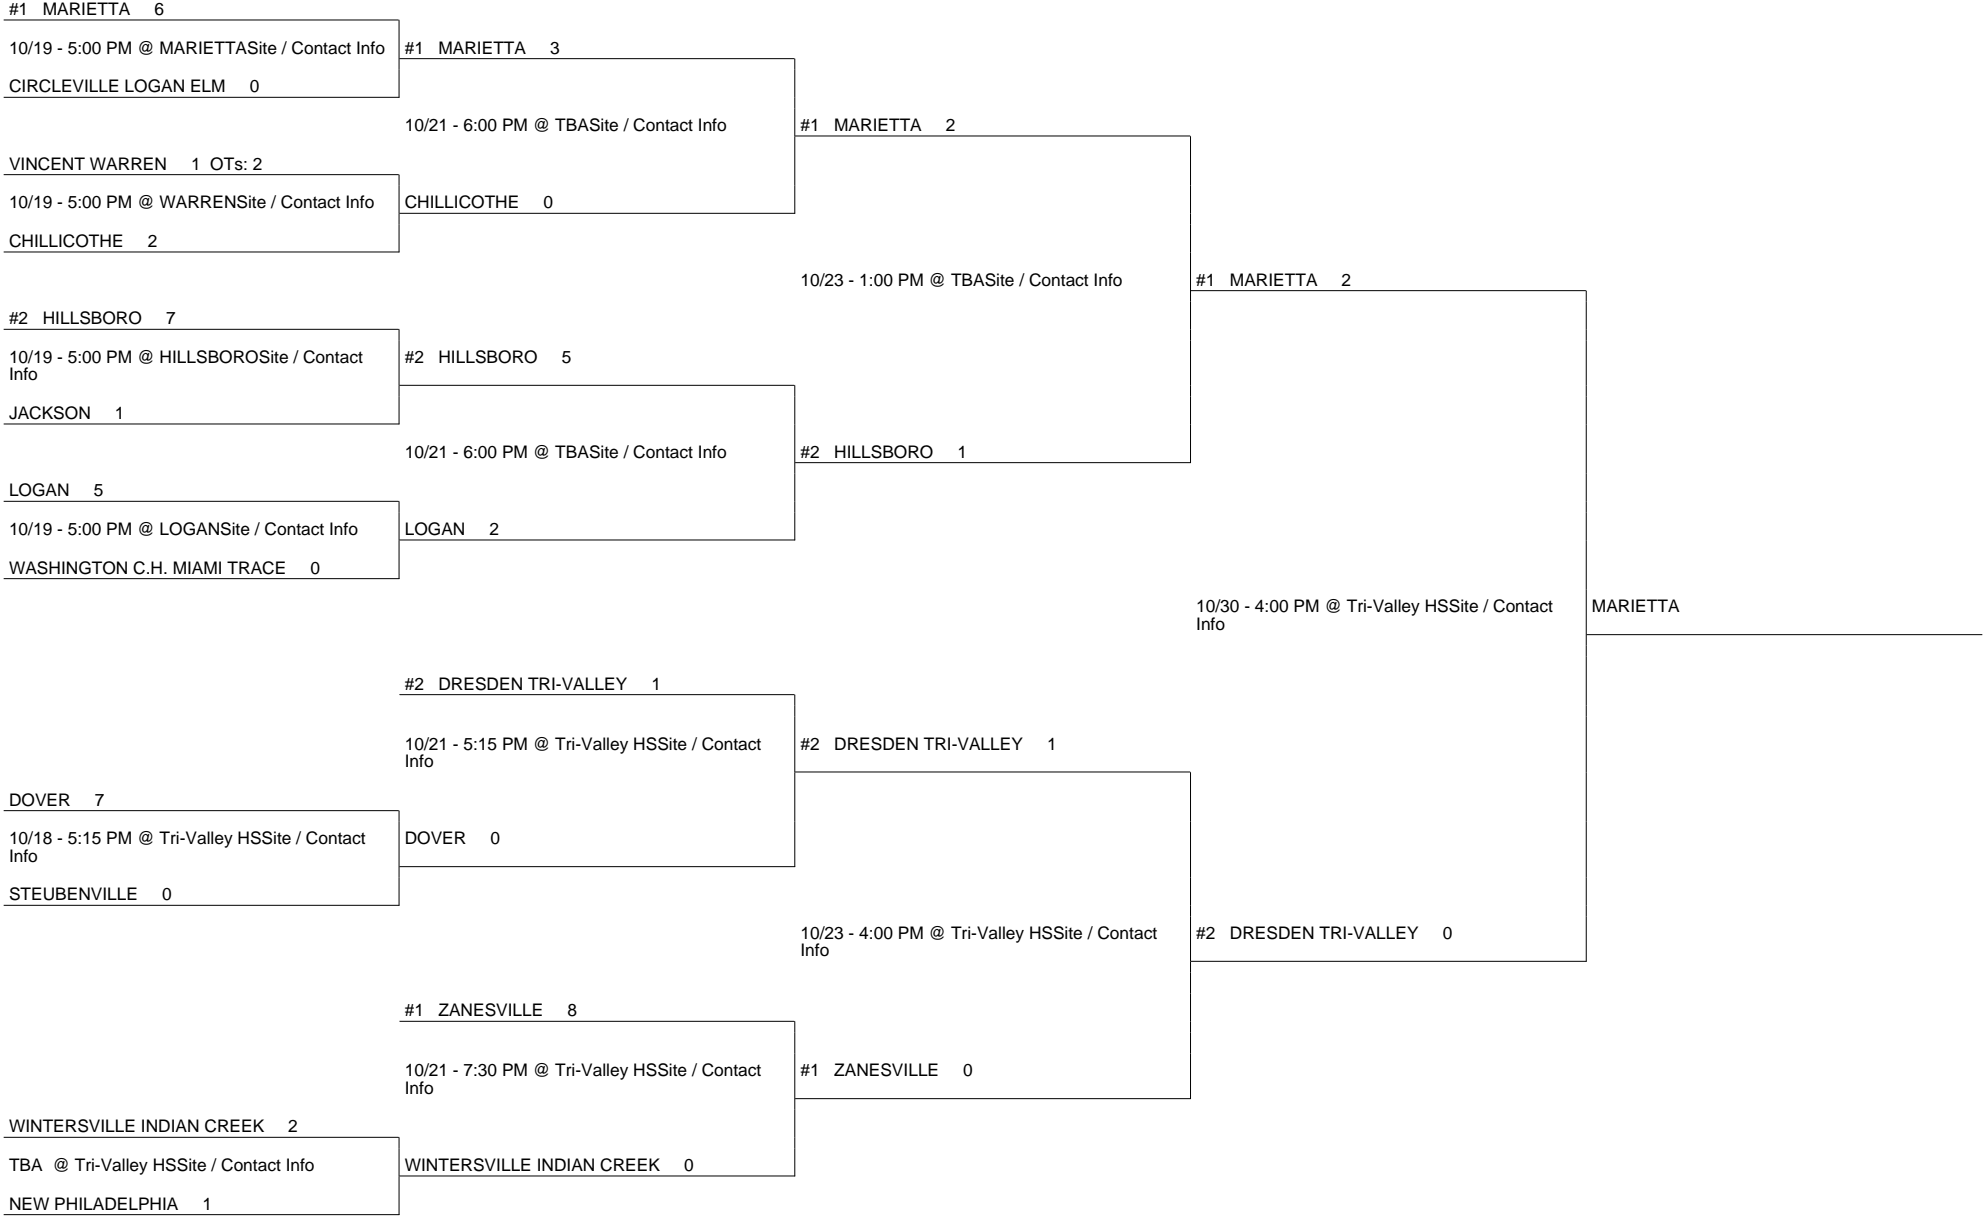 #1 MARIETTA 6
10/19 - 5:00 PM @ MARIETTASite / Contact Info
CIRCLEVILLE LOGAN ELM 0
VINCENT WARREN 1 OTs: 2
10/19 - 5:00 PM @ WARRENSite / Contact Info
CHILLICOTHE 2
#2 HILLSBORO 7
10/19 - 5:00 PM @ HILLSBOROSite / Contact
Info
JACKSON 1
LOGAN 5
10/19 - 5:00 PM @ LOGANSite / Contact Info
WASHINGTON C.H. MIAMI TRACE 0
DOVER 7
10/18 - 5:15 PM @ Tri-Valley HSSite / Contact
Info
STEUBENVILLE 0
WINTERSVILLE INDIAN CREEK 2
TBA @ Tri-Valley HSSite / Contact Info
NEW PHILADELPHIA 1
#1 MARIETTA 3
10/21 - 6:00 PM @ TBASite / Contact Info
CHILLICOTHE 0
#2 HILLSBORO 5
10/21 - 6:00 PM @ TBASite / Contact Info
LOGAN 2
#2 DRESDEN TRI-VALLEY 1
10/21 - 5:15 PM @ Tri-Valley HSSite / Contact
Info
DOVER 0
#1 ZANESVILLE 8
10/21 - 7:30 PM @ Tri-Valley HSSite / Contact
Info
WINTERSVILLE INDIAN CREEK 0
#1 MARIETTA 2
10/23 - 1:00 PM @ TBASite / Contact Info
#2 HILLSBORO 1
#2 DRESDEN TRI-VALLEY 1
10/23 - 4:00 PM @ Tri-Valley HSSite / Contact
Info
#1 ZANESVILLE 0
#1 MARIETTA 2
10/30 - 4:00 PM @ Tri-Valley HSSite / Contact
Info
#2 DRESDEN TRI-VALLEY 0
MARIETTA